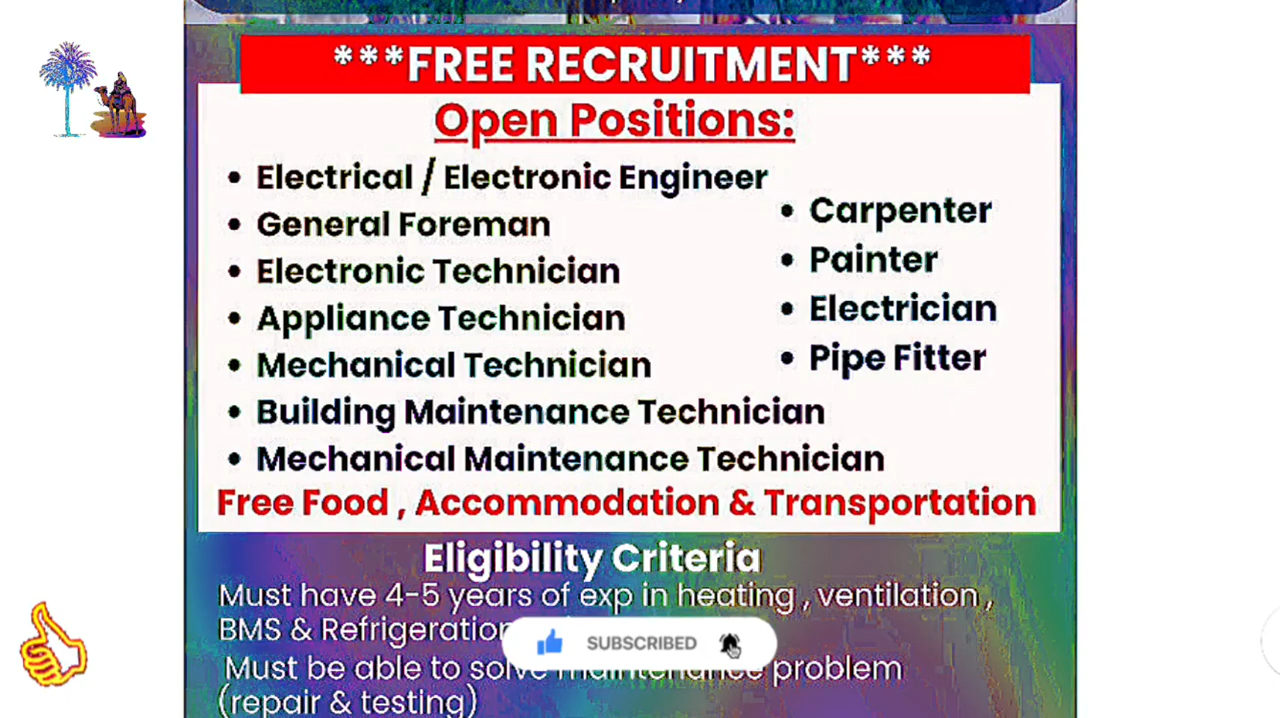 ***FREE RECRUITMENT***
Open Positions:
• Electrical / Electronic Engineer
• General Foreman
• Electronic Technician
• Appliance Technician
• Mechanical Technician
• Building Maintenance Technician
• Mechanical Maintenance Technician
• Carpenter
• Painter
• Electrician
• Pipe Fitter
Free Food , Accommodation & Transportation
Eligibility Criteria
Must have 4-5 years of exp in heating , ventilation ,
BMS & Refrigeration
SUBSCRIBED
Must be able to solve maintenance problem
(repair & testing)